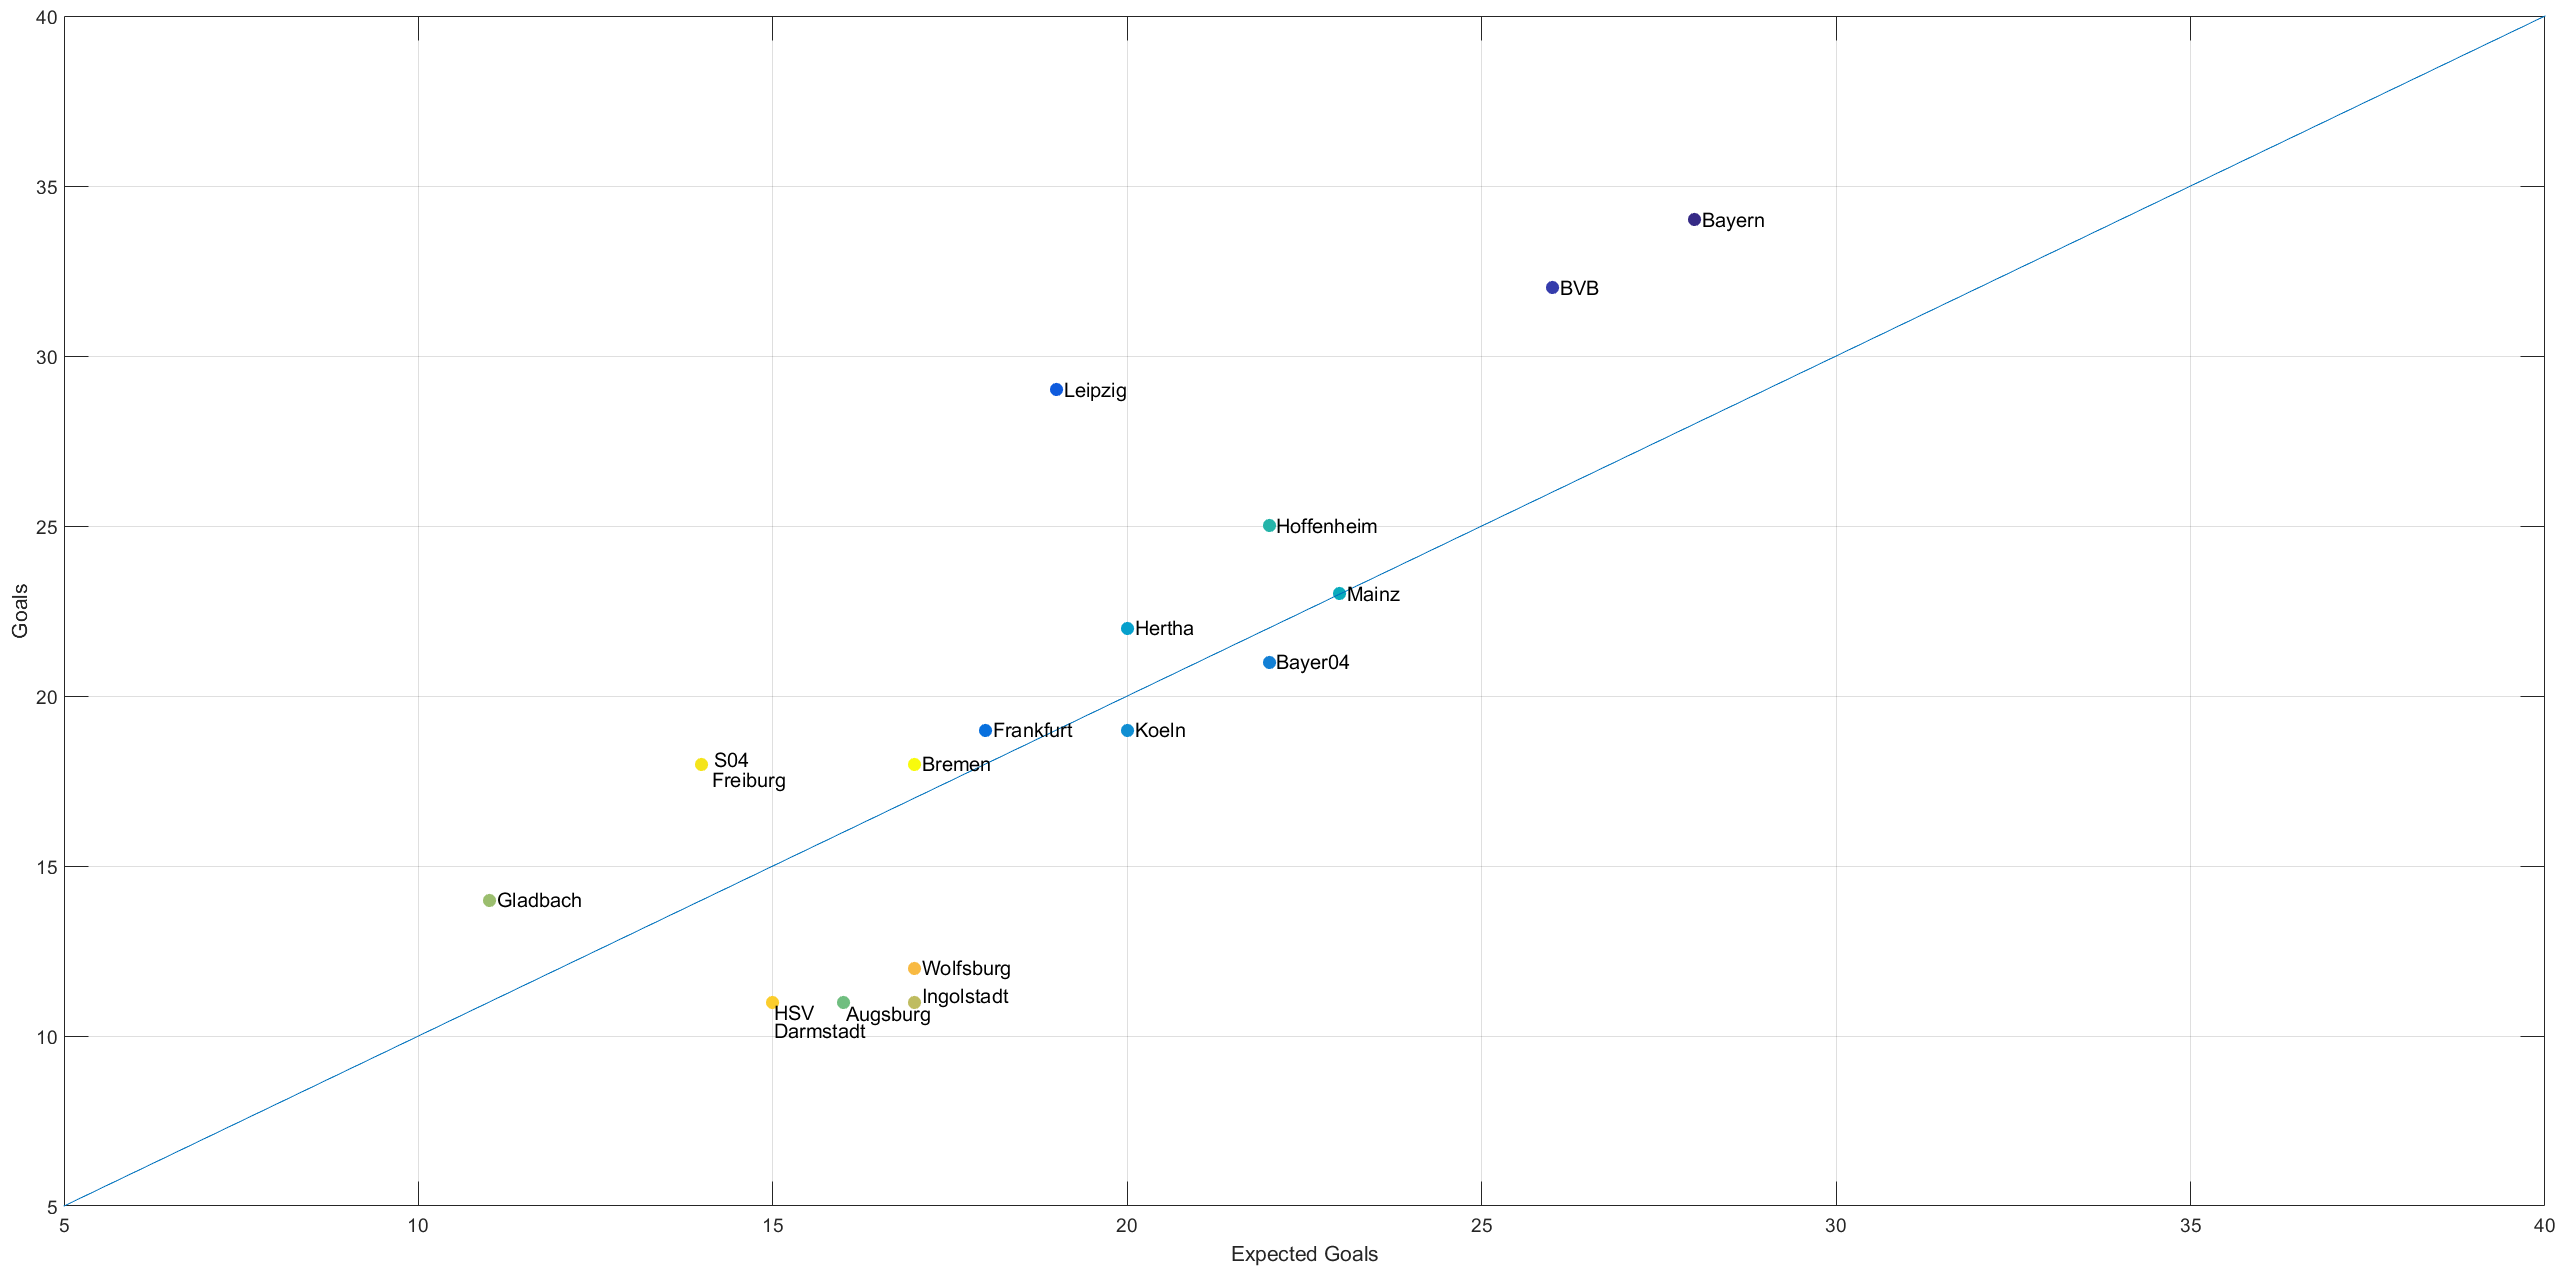 40
35
Bayern
BVB
30
Leipzig
25
Hoffenheim
Mainz
Goals
Hertha
Bayer04
20
Frankfurt
Koeln
S04
Bremen
Freiburg
15
Gladbach
Wolfsburg
Ingolstadt
HSV
Augsburg
Darmstadt
10
5
5 10 15 20 25 30 35 40
Expected Goals